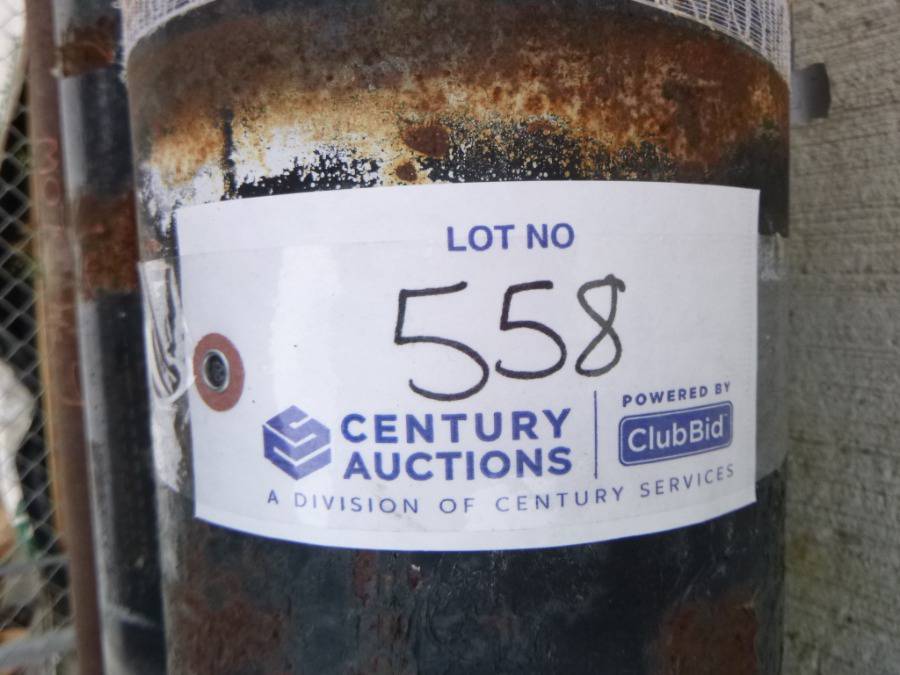 LOT NO
558
CENTURY
AUCTIONS
A DIVISION OF CENTURY SERVICES
POWERED BY
ClubBid